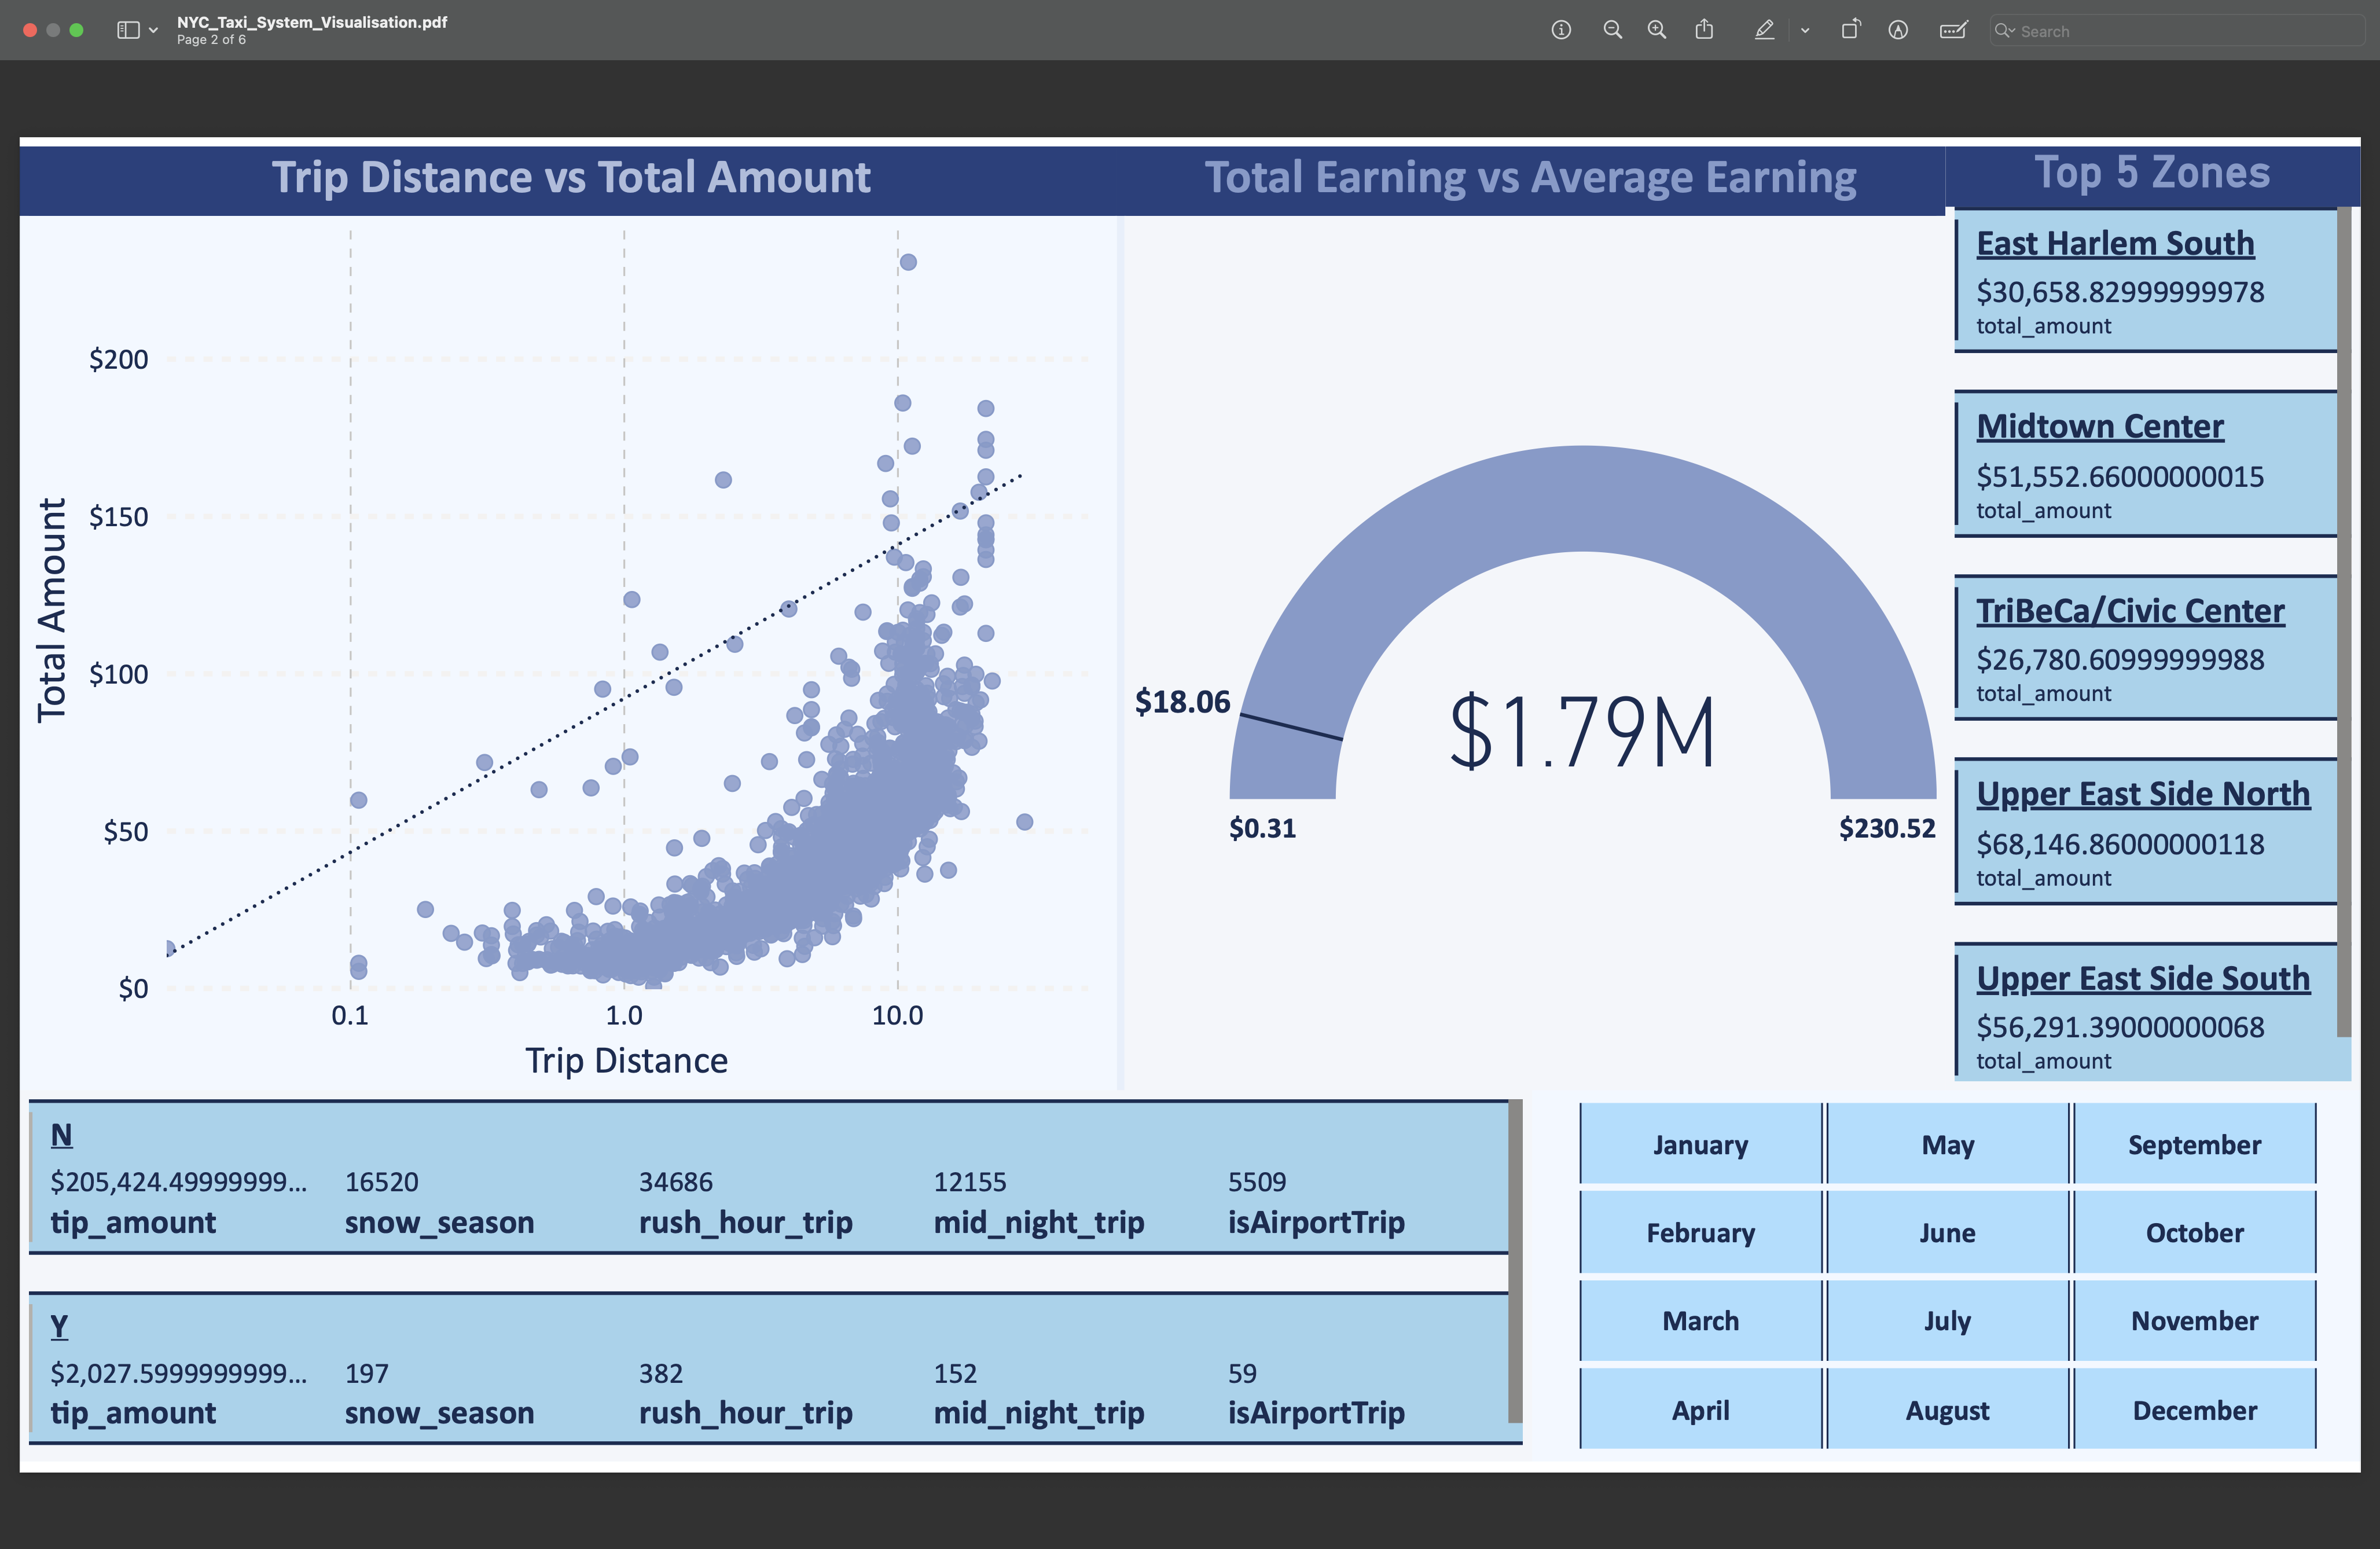 NYC_Taxi_System_Visualisation.pdf
Page 2 of 6
Search
Trip Distance vs Total Amount
Total Amount
$200
$150
$100
$50
$0
0.1 1.0 10.0
Trip Distance
Total Earning vs Average Earning
$18.06
$1.79M
$0.31 $230.52
Top 5 Zones
East Harlem South
$30,658.82999999978
total_amount
Midtown Center
$51,552.66000000015
total_amount
TriBeCa/Civic Center
$26,780.60999999988
total_amount
Upper East Side North
$68,146.86000000118
total_amount
Upper East Side South
$56,291.39000000068
total_amount
N
$205,424.49999999... 16520 34686 12155 5509
tip_amount snow_season rush_hour_trip mid_night_trip isAirportTrip
Y
$2,027.5999999999... 197 382 152 59
tip_amount snow_season rush_hour_trip mid_night_trip isAirportTrip
January May September
February June October
March July November
April August December